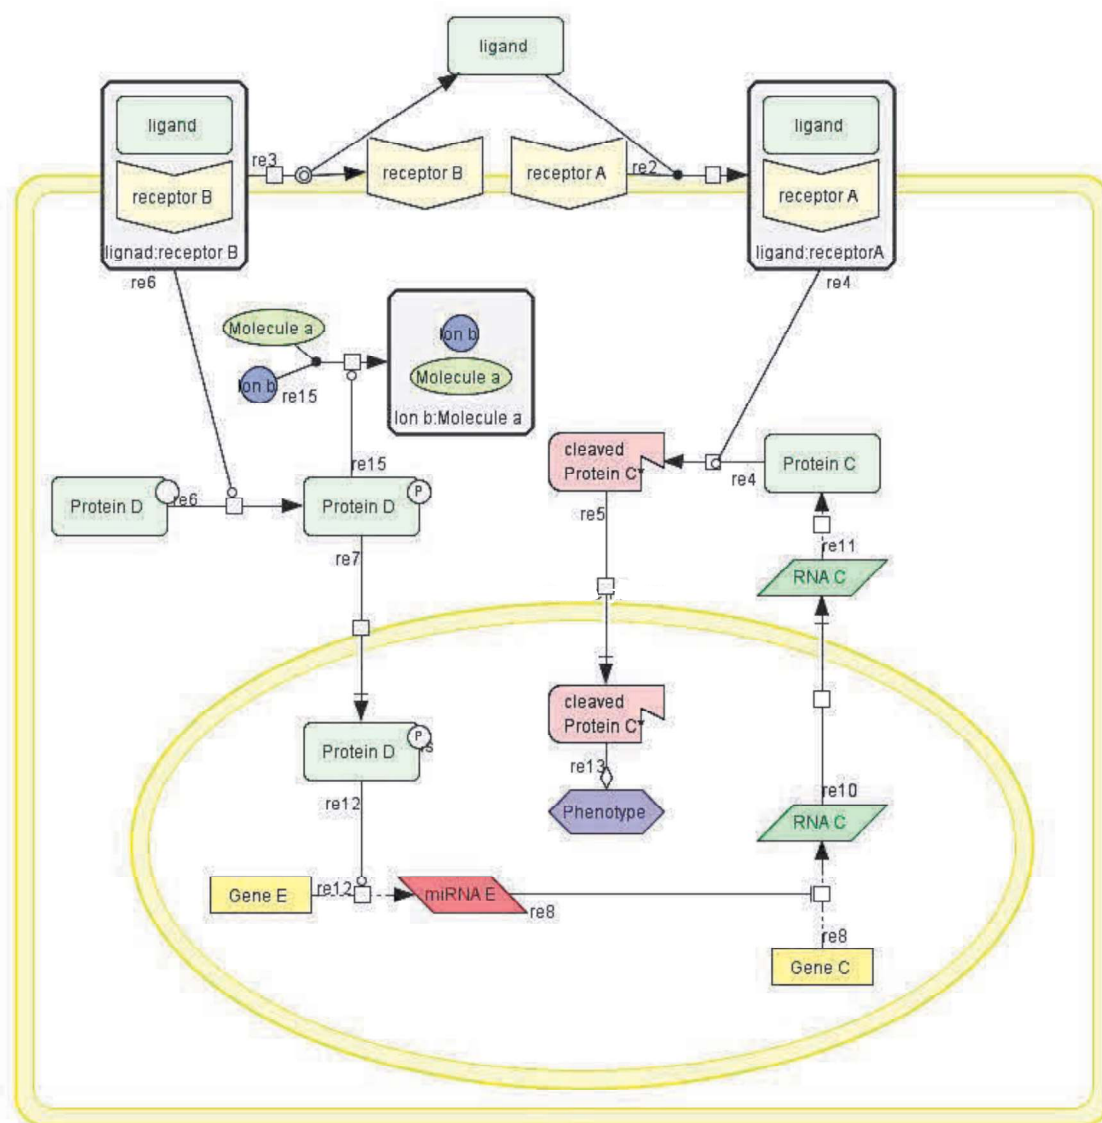 ligand
ligand
receptor B
lignad:receptor B
re3
receptor B
receptor A
re2
ligand
receptor A
ligand:receptorA
re6
re4
Molecule a
Ion b
re15
Ion b
Molecule a
Ion b:Molecule a
re15
Protein D
re6
Protein D
P
re7
cleaved
Protein C*
re4
Protein C
re5
re11
RNA C
Protein D
P
re12
cleaved
Protein C*
re13
Phenotype
re10
RNA C
Gene E
re12
miRNA E
re8
re8
Gene C